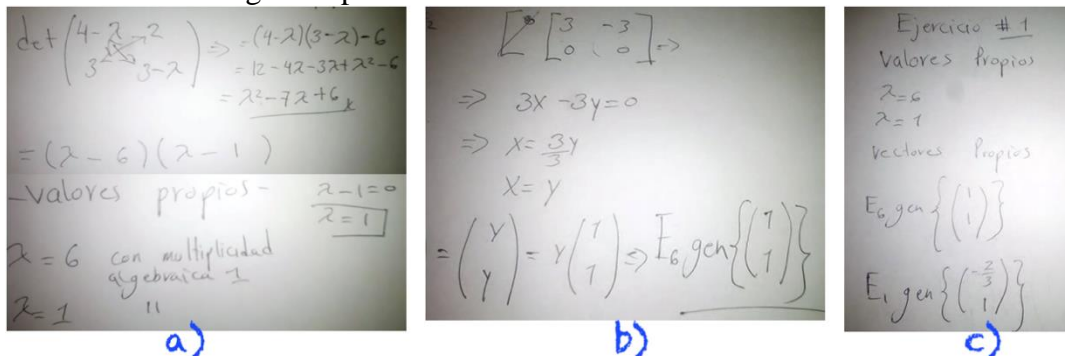 det (4-λ 2
3 3-λ) => = (4-λ)(3-λ)-6
= 12-4λ-3λ+λ²-6
= λ²-7λ+6
= (λ-6)(λ-1)
-Valores propios-
λ-1=0
λ=1
λ=6 con multiplicidad
algebraica 1
λ=1 "
a)
[3 -3
0 0] =>
=> 3x-3y=0
=> x=3/3 y
x=y
= (y
y) = y(1
1) => E₆ gen{(1
1)}
b)
Ejercicio #1
Valores Propios
λ=6
λ=1
Vectores Propios
E₆ gen{(1
1)}
E₁ gen{(-2/3
1)}
c)